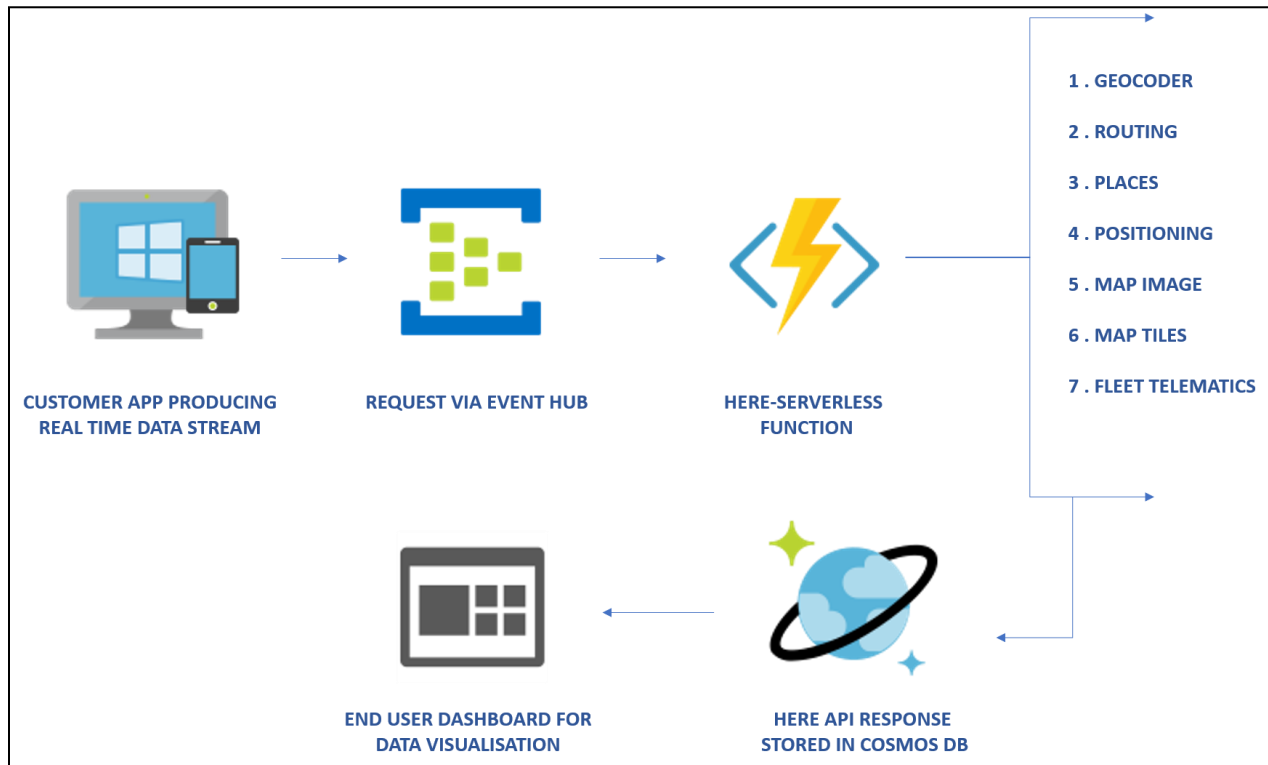 1 . GEOCODER
2 . ROUTING
3 . PLACES
4 . POSITIONING
5 . MAP IMAGE
6 . MAP TILES
7 . FLEET TELEMATICS
CUSTOMER APP PRODUCING
REAL TIME DATA STREAM
REQUEST VIA EVENT HUB
HERE-SERVERLESS
FUNCTION
END USER DASHBOARD FOR
DATA VISUALISATION
HERE API RESPONSE
STORED IN COSMOS DB